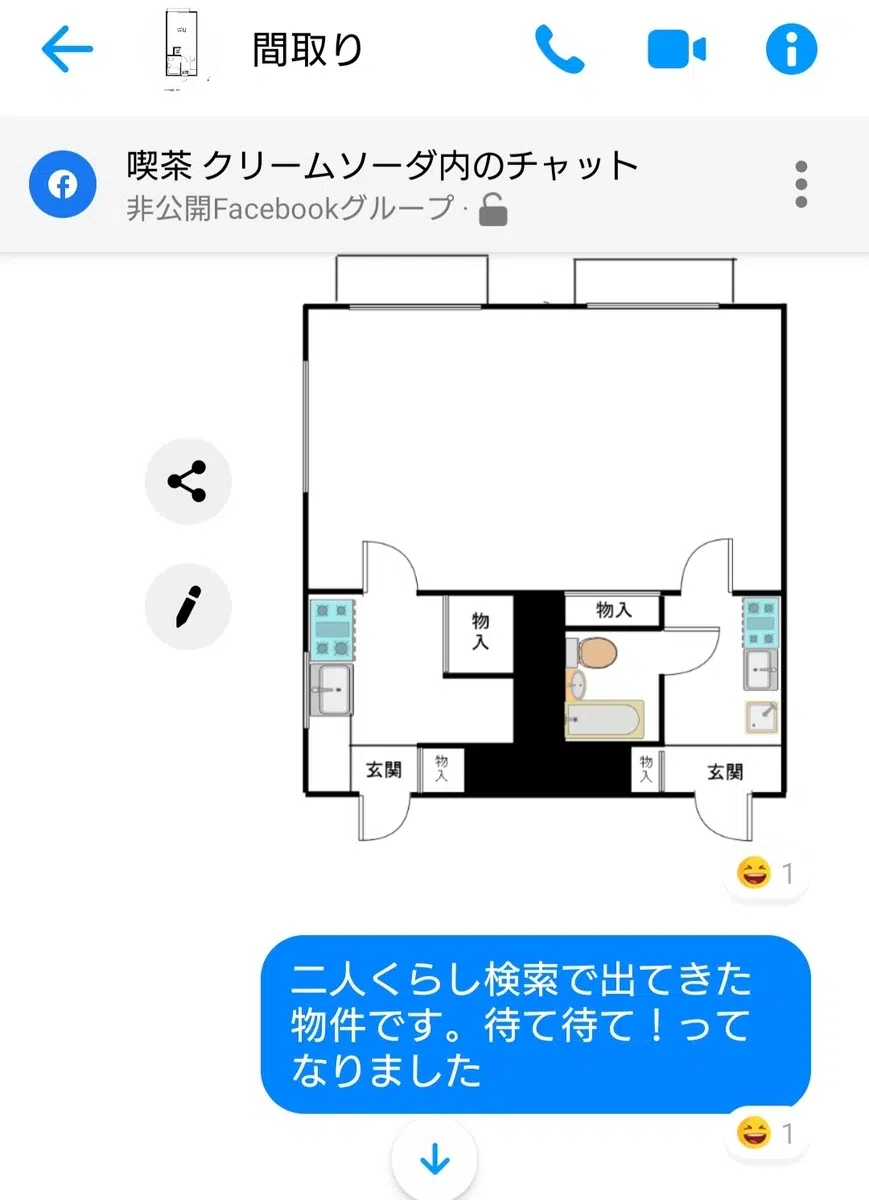 間取り
喫茶 クリームソーダ内のチャット
非公開Facebookグループ ·
物入
物入
玄関
物入
物入
玄関
1
二人くらし検索で出てきた
物件です。待て待て！って
なりました
1